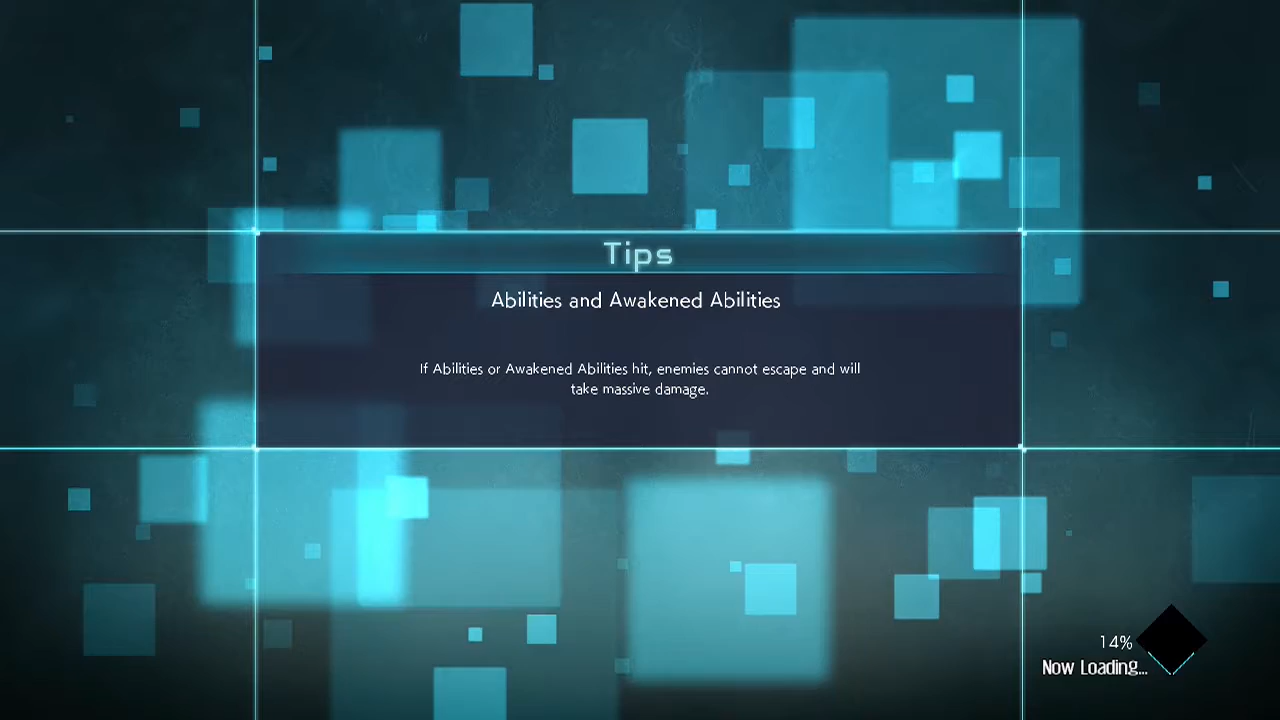 Tips
Abilities and Awakened Abilities
If Abilities or Awakened Abilities hit, enemies cannot escape and will
take massive damage.
14%
Now Loading...